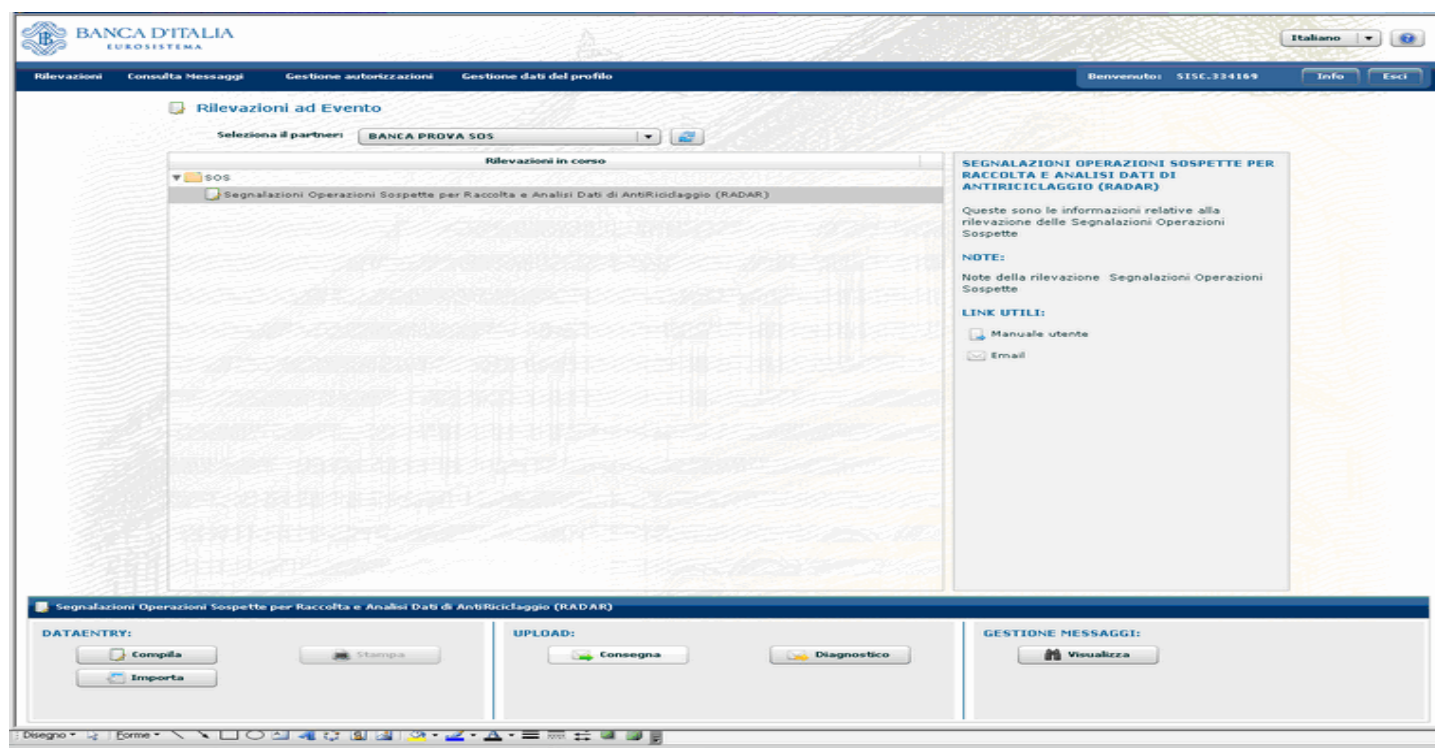 BANCA D'ITALIA
EUROSISTEMA
Italiano
Rilevazioni Consulta Messaggi Gestione autorizzazioni Gestione dati del profilo Benvenuto: SISC.334169 Info Esci
Rilevazioni ad Evento
Seleziona il partner: BANCA PROVA SOS
Rilevazioni in corso
SOS
Segnalazioni Operazioni Sospette per Raccolta e Analisi Dati di AntiRiciclaggio (RADAR)
SEGNALAZIONI OPERAZIONI SOSPETTE PER
RACCOLTA E ANALISI DATI DI
ANTIRICICLAGGIO (RADAR)
Queste sono le informazioni relative alla
rilevazione delle Segnalazioni Operazioni
Sospette
NOTE:
Note della rilevazione Segnalazioni Operazioni
Sospette
LINK UTILI:
Manuale utente
Email
Segnalazioni Operazioni Sospette per Raccolta e Analisi Dati di AntiRiciclaggio (RADAR)
DATAENTRY: UPLOAD: GESTIONE MESSAGGI:
Compila Stampa Consegna Diagnostico Visualizza
Importa
Disegno Forme